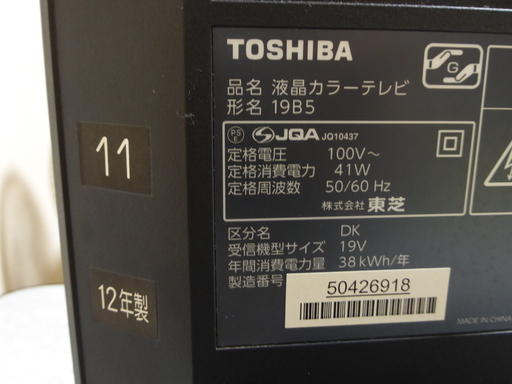 TOSHIBA
品名 液晶カラーテレビ
形名 19B5
G
PS
E
JQA JQ10437
定格電圧 100V～
定格消費電力 41W
定格周波数 50/60 Hz
株式会社 東芝
区分名 DK
受信機型サイズ 19V
年間消費電力量 38kWh/年
製造番号 50426918
MADE IN CHINA
11
12年製